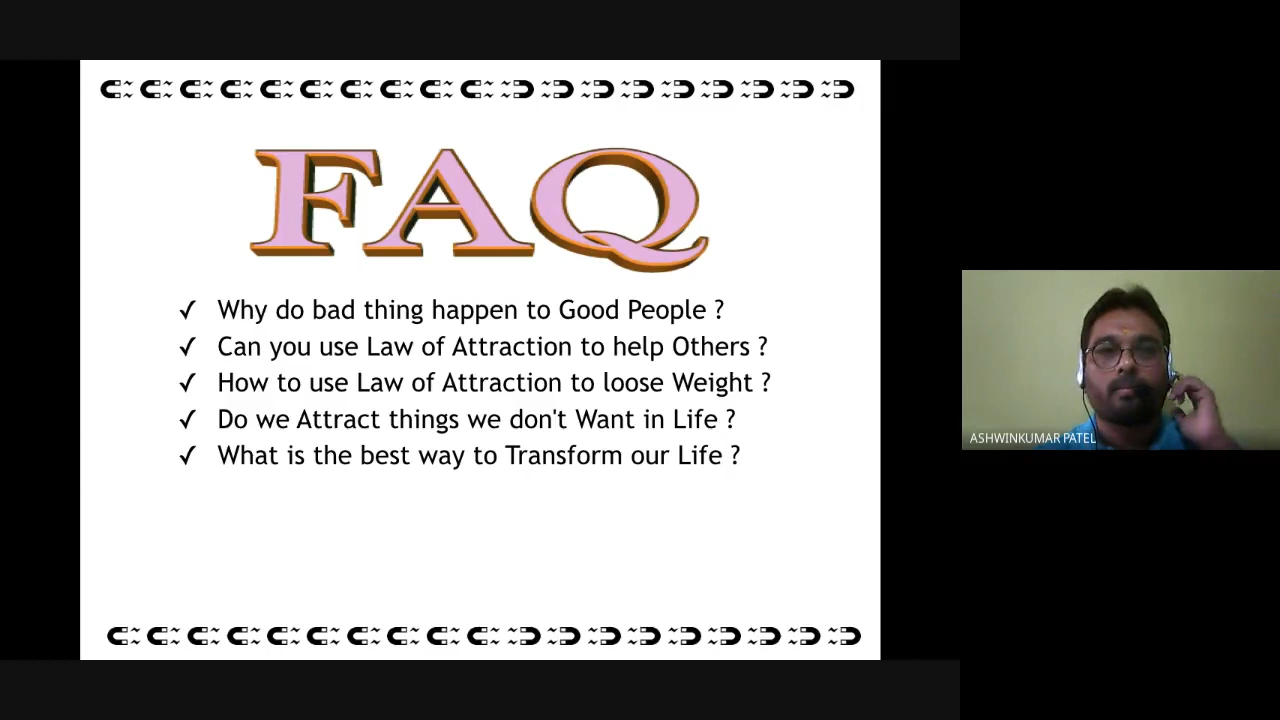 FAQ
✓ Why do bad thing happen to Good People ?
✓ Can you use Law of Attraction to help Others ?
✓ How to use Law of Attraction to loose Weight ?
✓ Do we Attract things we don't Want in Life ?
✓ What is the best way to Transform our Life ?
ASHWINKUMAR PATEL